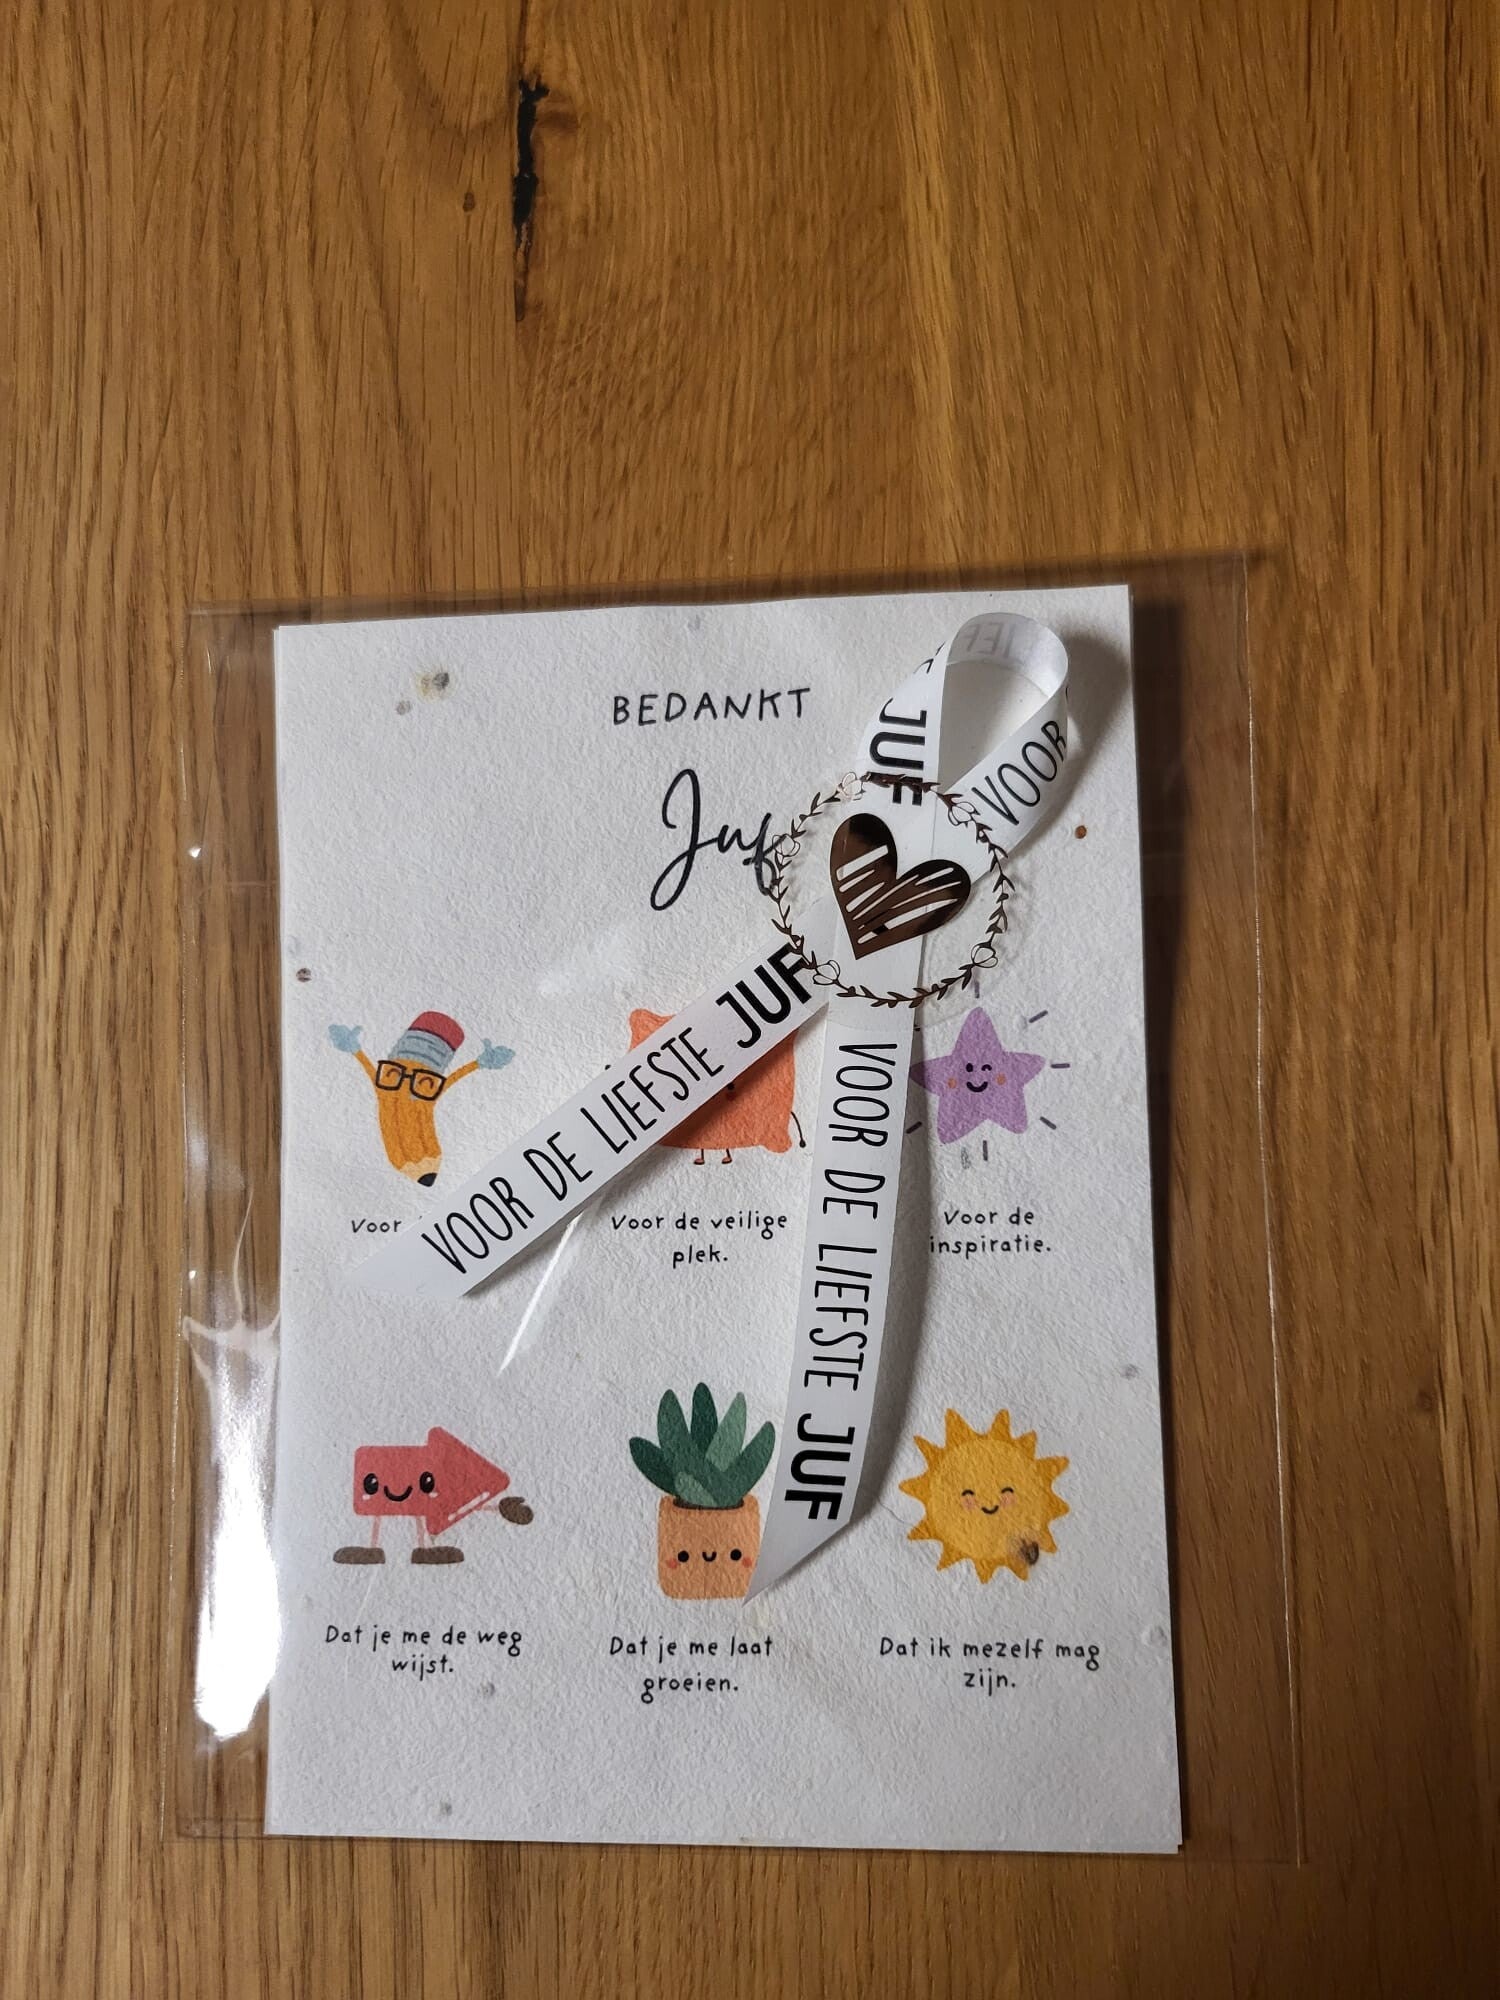 BEDANKT
Juf
JUF
VOOR
VOOR DE LIEFSTE JUF
VOOR DE LIEFSTE JUF
Voor
Voor de veilige
plek.
Voor de
inspiratie.
Dat je me de weg
wijst.
Dat je me laat
groeien.
Dat ik mezelf mag
zijn.